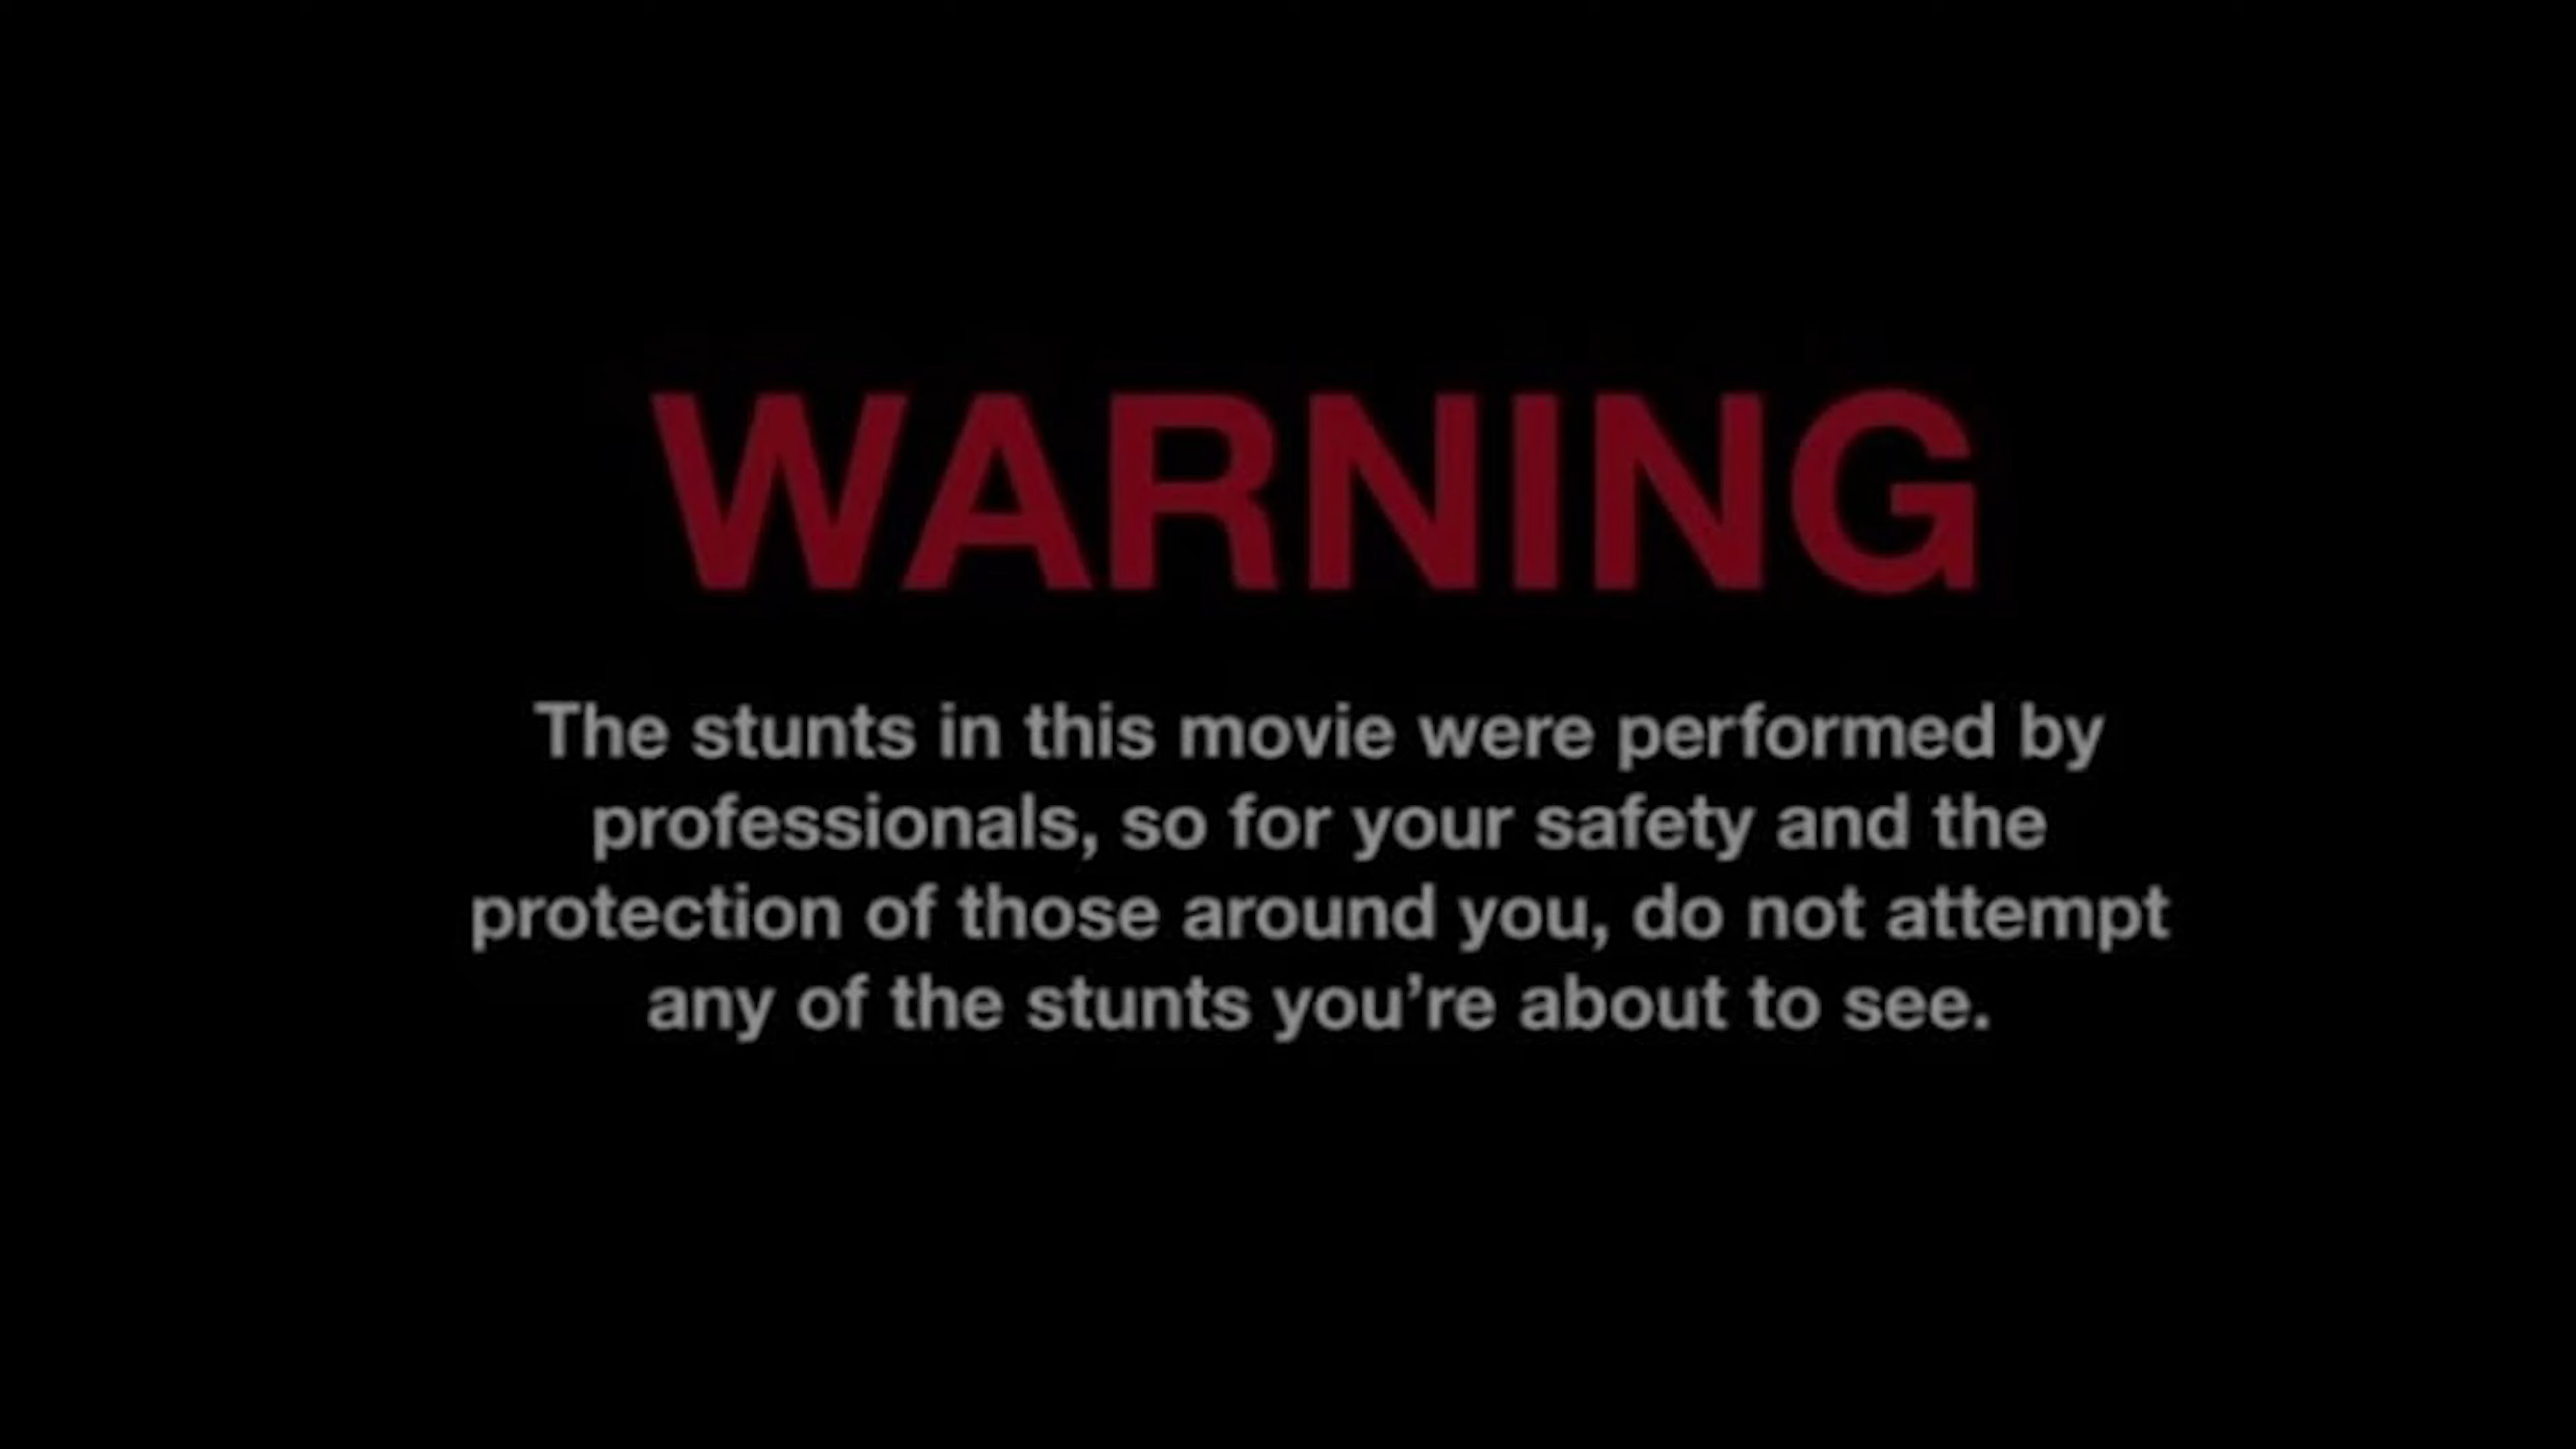 WARNING
The stunts in this movie were performed by
professionals, so for your safety and the
protection of those around you, do not attempt
any of the stunts you’re about to see.